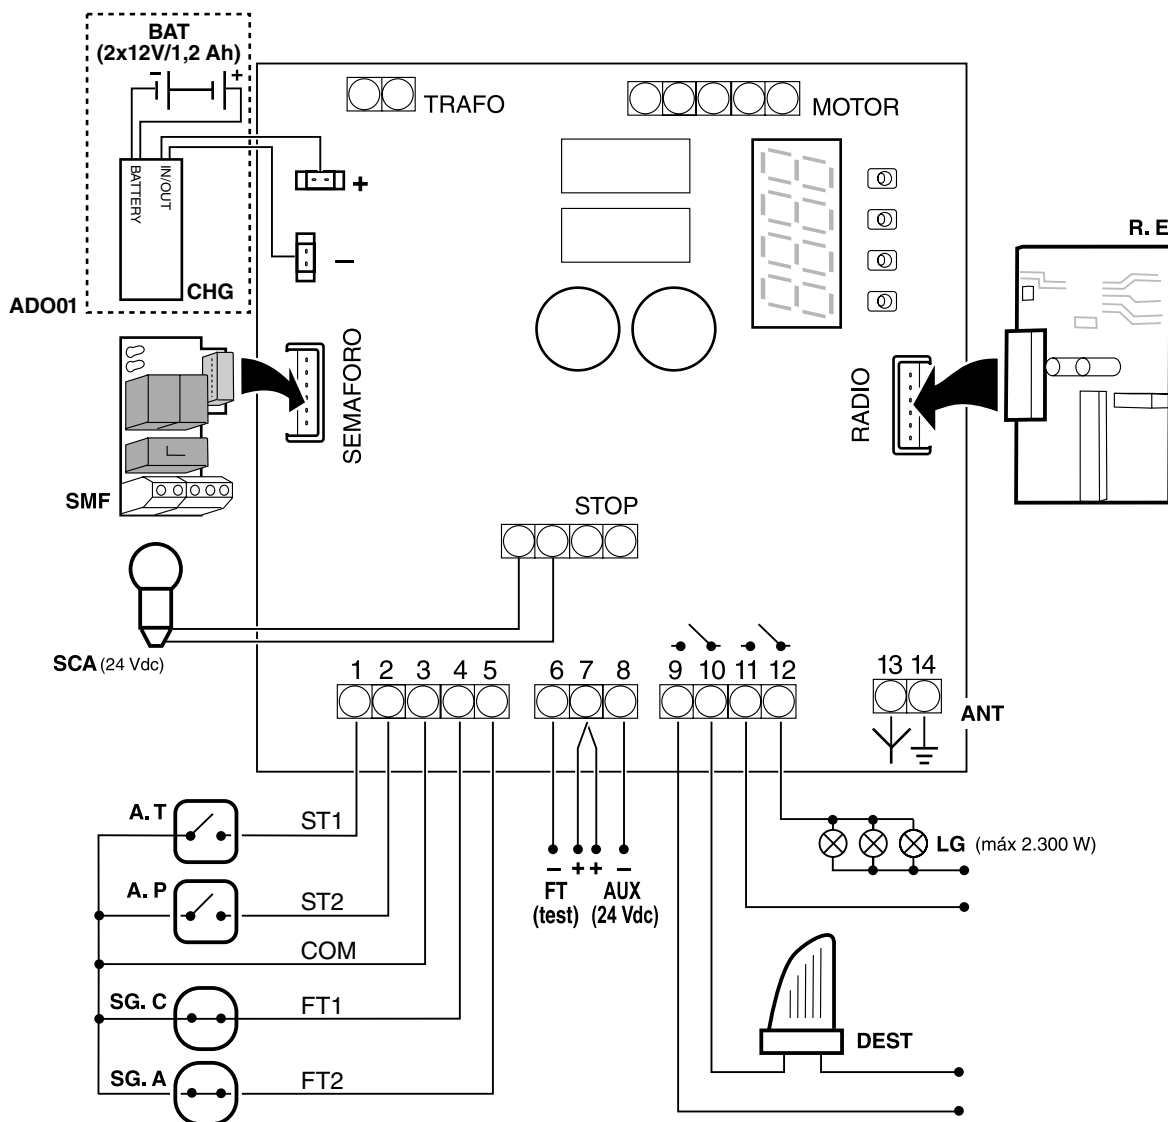 BAT
(2x12V/1,2 Ah)
– +
BATTERY
IN/OUT
CHG
ADO01
TRAFO
MOTOR
+
–
R. E
SEMAFORO
RADIO
SMF
STOP
SCA (24 Vdc)
1 2 3 4 5
6 7 8
9 10 11 12
13 14
ANT
A. T
ST1
A. P
ST2
COM
SG. C
FT1
SG. A
FT2
– + + –
FT
(test)
AUX
(24 Vdc)
LG (máx 2.300 W)
DEST